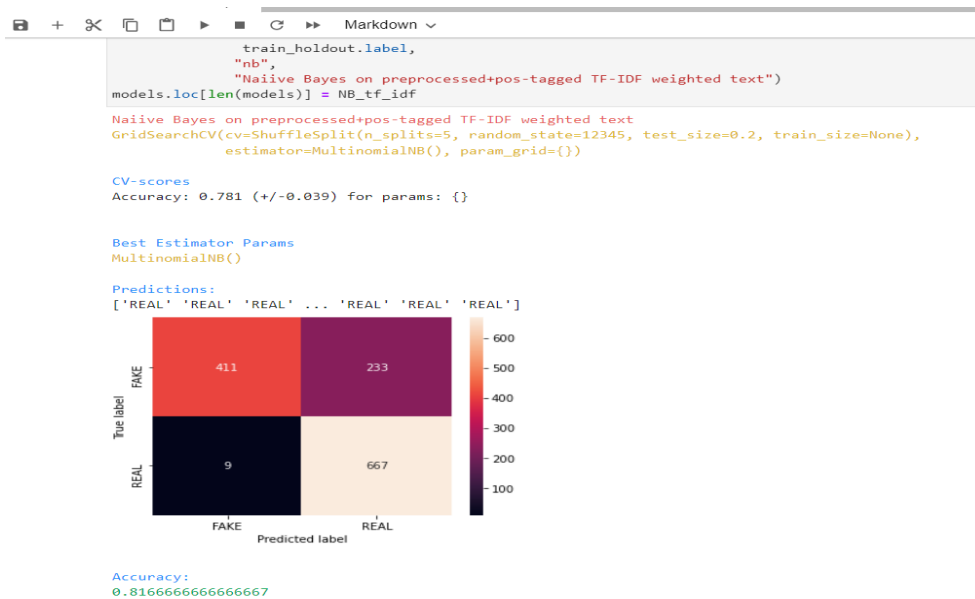 Markdown
train_holdout.label,
"nb",
"Naiive Bayes on preprocessed+pos-tagged TF-IDF weighted text")
models.loc[len(models)] = NB_tf_idf
Naiive Bayes on preprocessed+pos-tagged TF-IDF weighted text
GridSearchCV(cv=ShuffleSplit(n_splits=5, random_state=12345, test_size=0.2, train_size=None),
estimator=MultinomialNB(), param_grid={})
CV-scores
Accuracy: 0.781 (+/-0.039) for params: {}
Best Estimator Params
MultinomialNB()
Predictions:
['REAL' 'REAL' 'REAL' ... 'REAL' 'REAL' 'REAL']
True label
FAKE
411 233
REAL
9 667
FAKE REAL
Predicted label
600
500
400
300
200
100
Accuracy:
0.8166666666666667